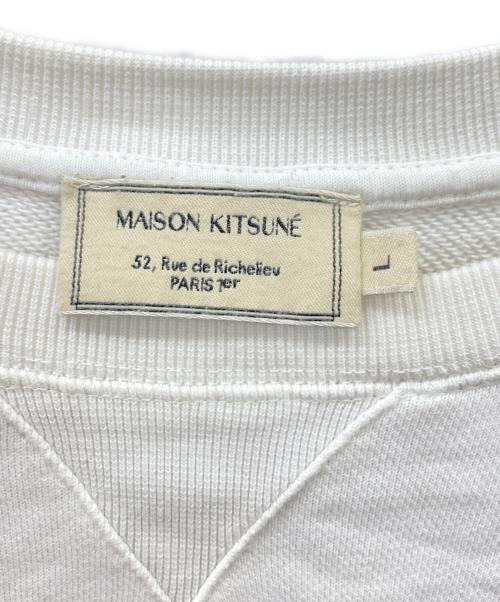 MAISON KITSUNÉ
52, Rue de Richelieu
PARIS 1er
L